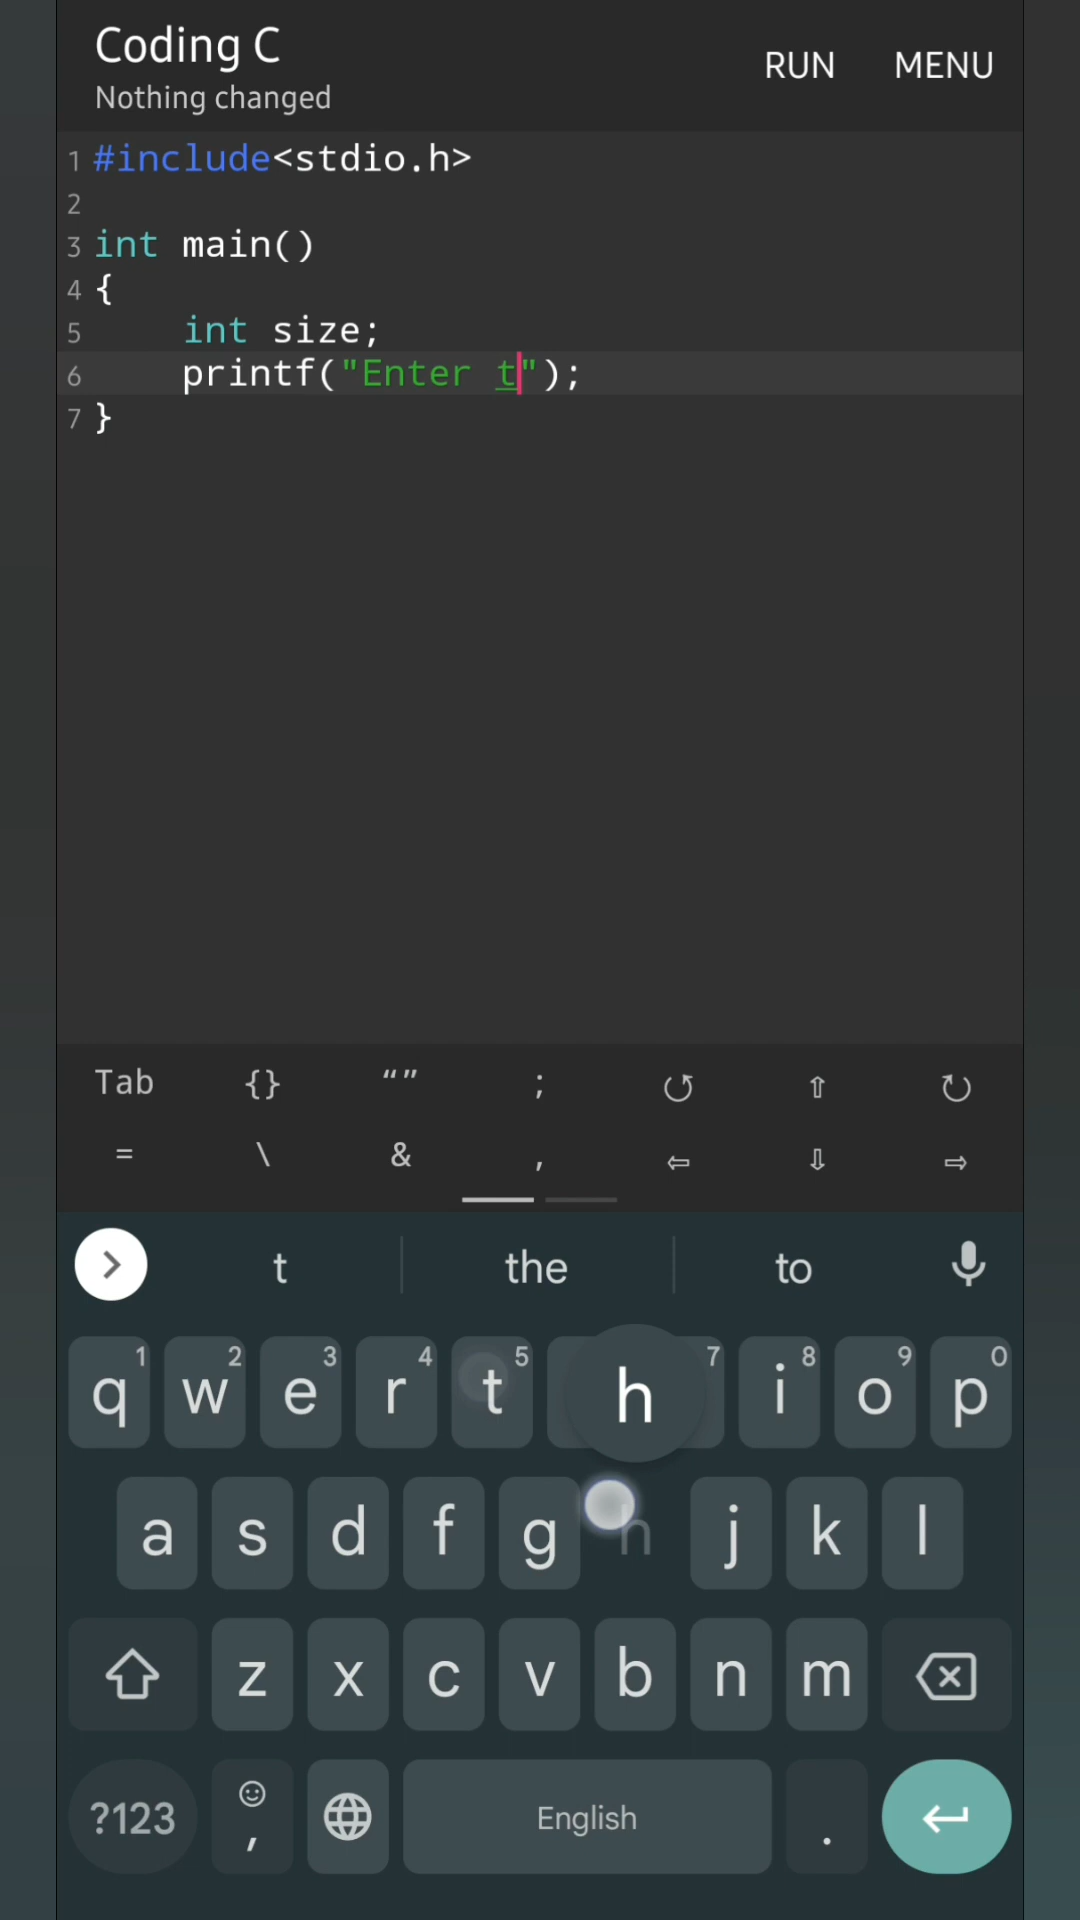 Coding C
Nothing changed
RUN MENU
1 #include<stdio.h>
2
3 int main()
4 {
5     int size;
6     printf("Enter t");
7 }
Tab {} “” ; ↺ ⇧ ↻
= \ & , ⇦ ⇩ ⇨
t the to
q 1 w 2 e 3 r 4 t 5 h 7 i 8 o 9 p 0
a s d f g h j k l
z x c v b n m
?123 , English .